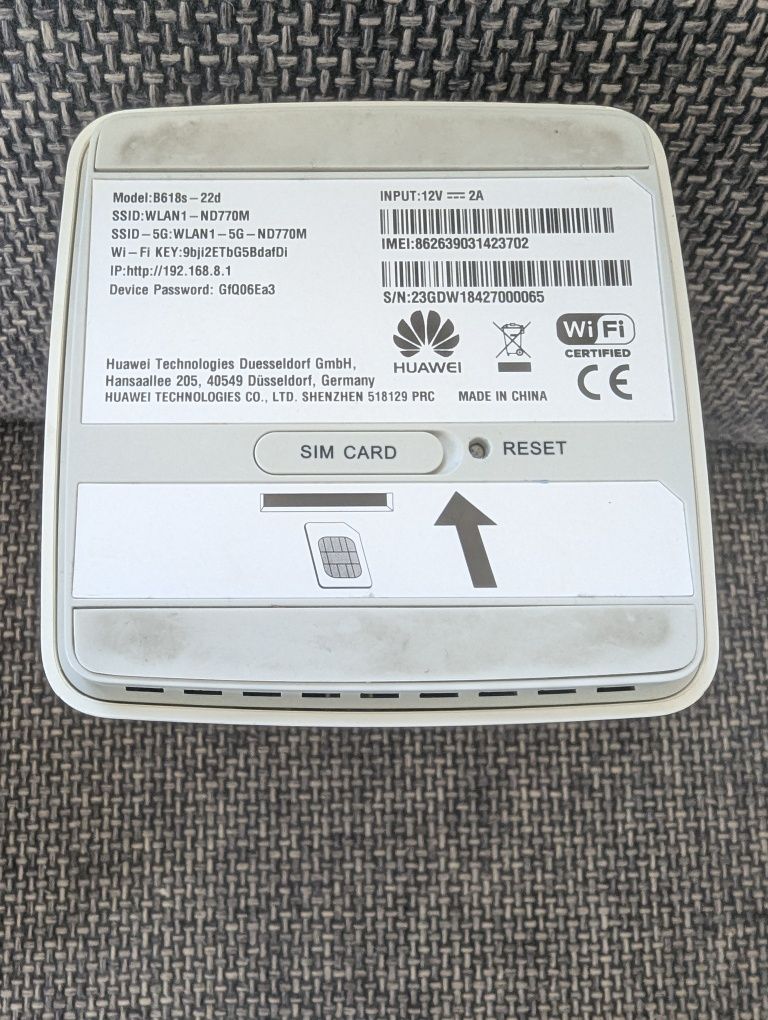 Model:B618s-22d
SSID:WLAN1-ND770M
SSID-5G:WLAN1-5G-ND770M
Wi-Fi KEY:9bji2ETbG5BdafDi
IP:http://192.168.8.1
Device Password: GfQ06Ea3
INPUT:12V ⎓ 2A
IMEI:862639031423702
S/N:23GDW18427000065
HUAWEI
Wi Fi
CERTIFIED
CE
Huawei Technologies Duesseldorf GmbH,
Hansaallee 205, 40549 Düsseldorf, Germany
HUAWEI TECHNOLOGIES CO., LTD. SHENZHEN 518129 PRC MADE IN CHINA
SIM CARD
RESET